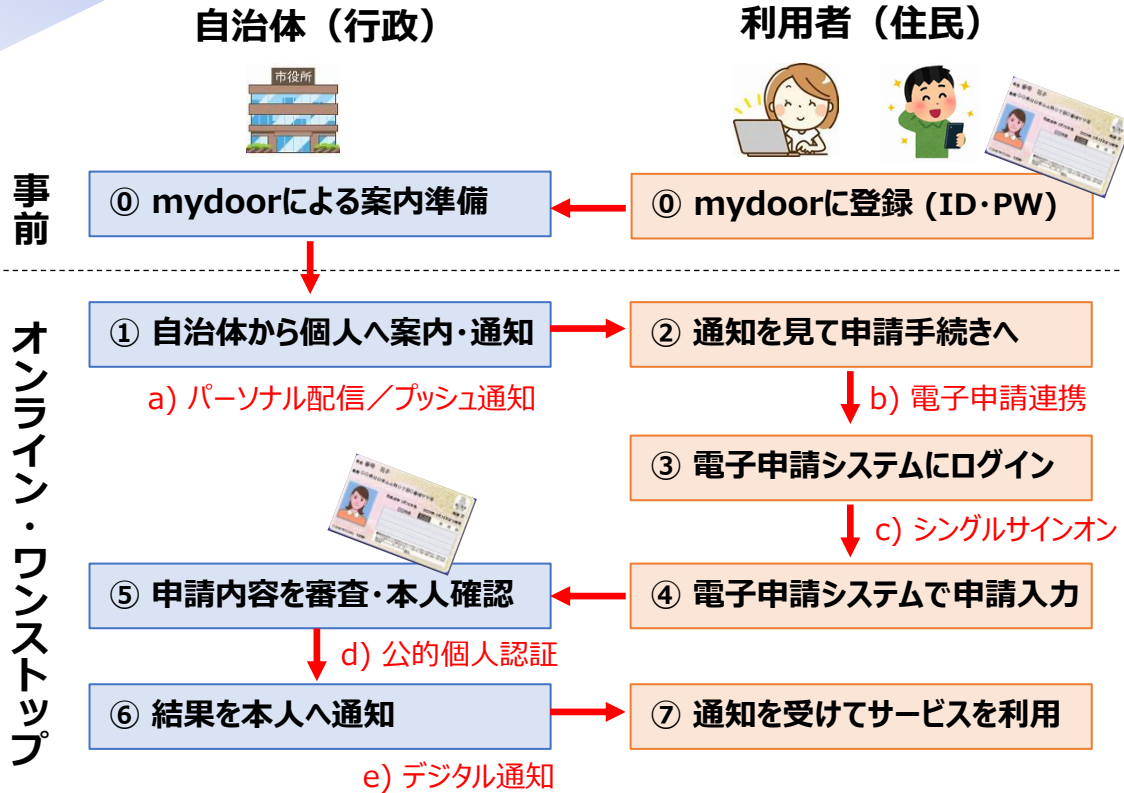 自治体（行政）
利用者（住民）
市役所
事前
⓪ mydoorによる案内準備
⓪ mydoorに登録 (ID・PW)
オンライン・ワンストップ
① 自治体から個人へ案内・通知
② 通知を見て申請手続きへ
a) パーソナル配信／プッシュ通知
b) 電子申請連携
③ 電子申請システムにログイン
c) シングルサインオン
⑤ 申請内容を審査・本人確認
④ 電子申請システムで申請入力
d) 公的個人認証
⑥ 結果を本人へ通知
⑦ 通知を受けてサービスを利用
e) デジタル通知